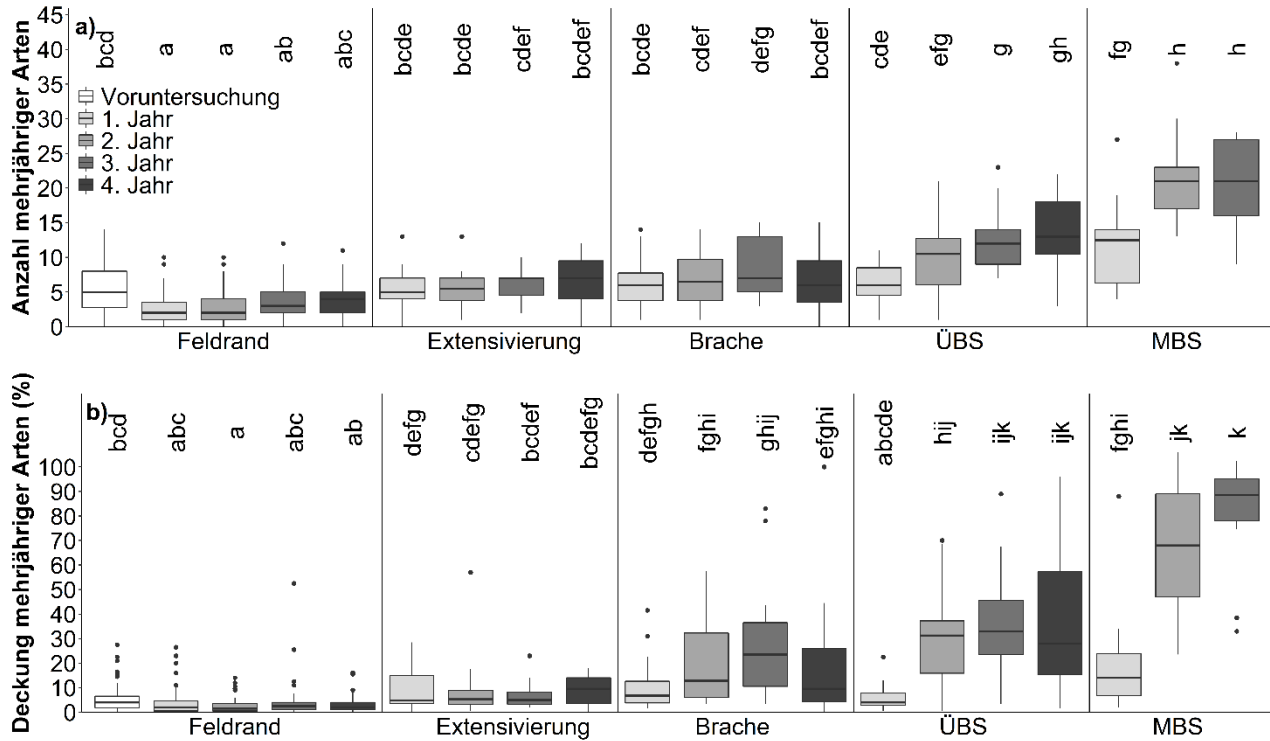 Anzahl mehrjähriger Arten
a)
45
40
35
30
25
20
15
10
5
0
bcd a a ab abc bcde bcde cdef bcdef bcde cdef defg bcdef cde efg g gh fg h h
Voruntersuchung
1. Jahr
2. Jahr
3. Jahr
4. Jahr
Feldrand Extensivierung Brache ÜBS MBS
Deckung mehrjähriger Arten (%)
b)
bcd abc a abc ab defg cdefg bcdef bcdefg defgh fghi ghij efghi abcde hij ijk ijk fghi jk k
100
90
80
70
60
50
40
30
20
10
0
Feldrand Extensivierung Brache ÜBS MBS